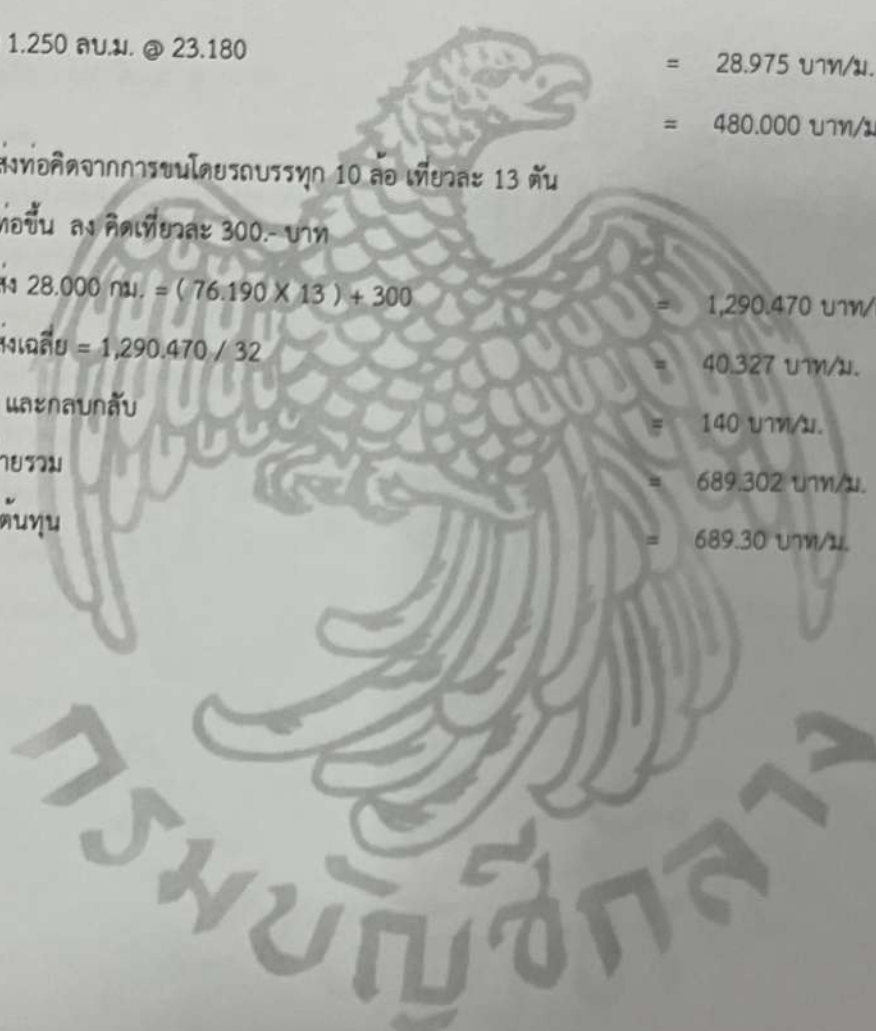 1.250 ลบ.ม. @ 23.180 = 28.975 บาท/ม.
= 480.000 บาท/ม
ส่งท่อคิดจากการขนโดยรถบรรทุก 10 ล้อ เที่ยวละ 13 ตัน
ท่อขึ้น ลง คิดเที่ยวละ 300.- บาท
ส่ง 28.000 กม. = ( 76.190 X 13 ) + 300 = 1,290.470 บาท/
ส่งเฉลี่ย = 1,290.470 / 32 = 40.327 บาท/ม.
และกลบกลับ = 140 บาท/ม.
ายรวม = 689.302 บาท/ม.
ต้นทุน = 689.30 บาท/ม.
กรมบัญชีกลาง